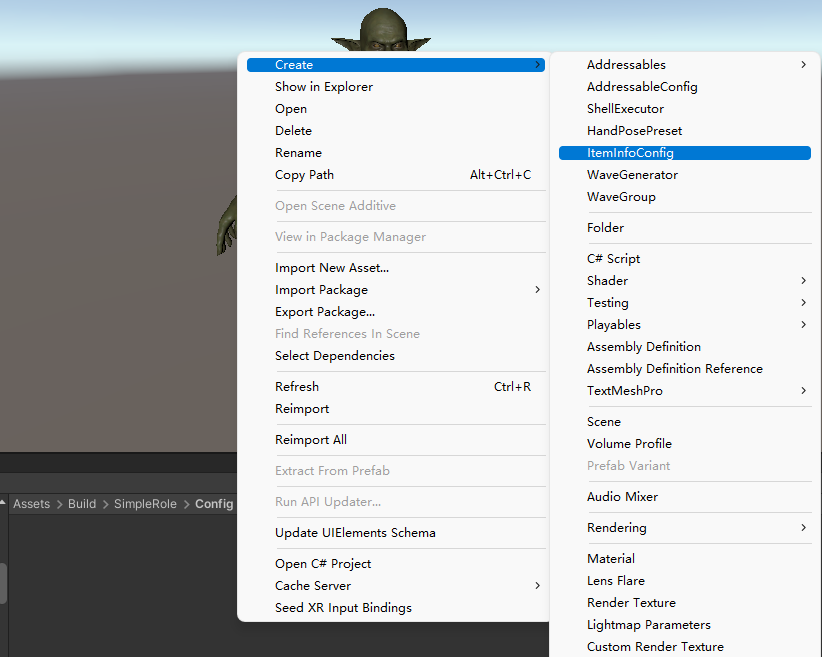 Create
Show in Explorer
Open
Delete
Rename
Copy Path Alt+Ctrl+C
Open Scene Additive
View in Package Manager
Import New Asset...
Import Package
Export Package...
Find References In Scene
Select Dependencies
Refresh Ctrl+R
Reimport
Reimport All
Extract From Prefab
Run API Updater...
Update UIElements Schema
Open C# Project
Cache Server
Seed XR Input Bindings
Addressables
AddressableConfig
ShellExecutor
HandPosePreset
ItemInfoConfig
WaveGenerator
WaveGroup
Folder
C# Script
Shader
Testing
Playables
Assembly Definition
Assembly Definition Reference
TextMeshPro
Scene
Volume Profile
Prefab Variant
Audio Mixer
Rendering
Material
Lens Flare
Render Texture
Lightmap Parameters
Custom Render Texture
Assets > Build > SimpleRole > Config